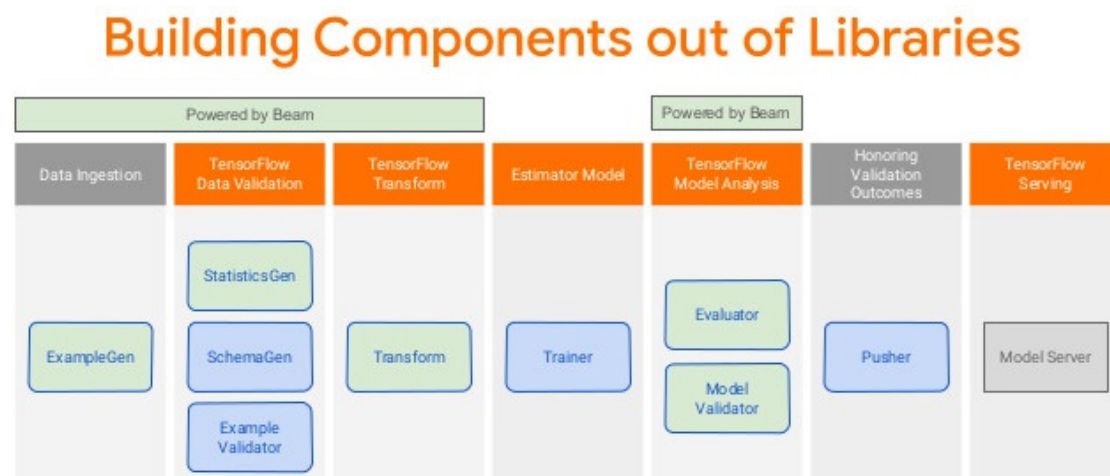 Building Components out of Libraries
Powered by Beam
Powered by Beam
Data Ingestion
TensorFlow
Data Validation
TensorFlow
Transform
Estimator Model
TensorFlow
Model Analysis
Honoring
Validation
Outcomes
TensorFlow
Serving
ExampleGen
StatisticsGen
SchemaGen
Example
Validator
Transform
Trainer
Evaluator
Model
Validator
Pusher
Model Server